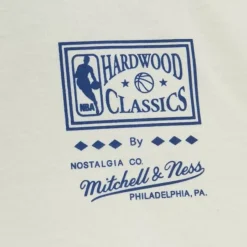 NBA
HARDWOOD
CLASSICS
By
NOSTALGIA CO.
Mitchell & Ness
PHILADELPHIA, PA.